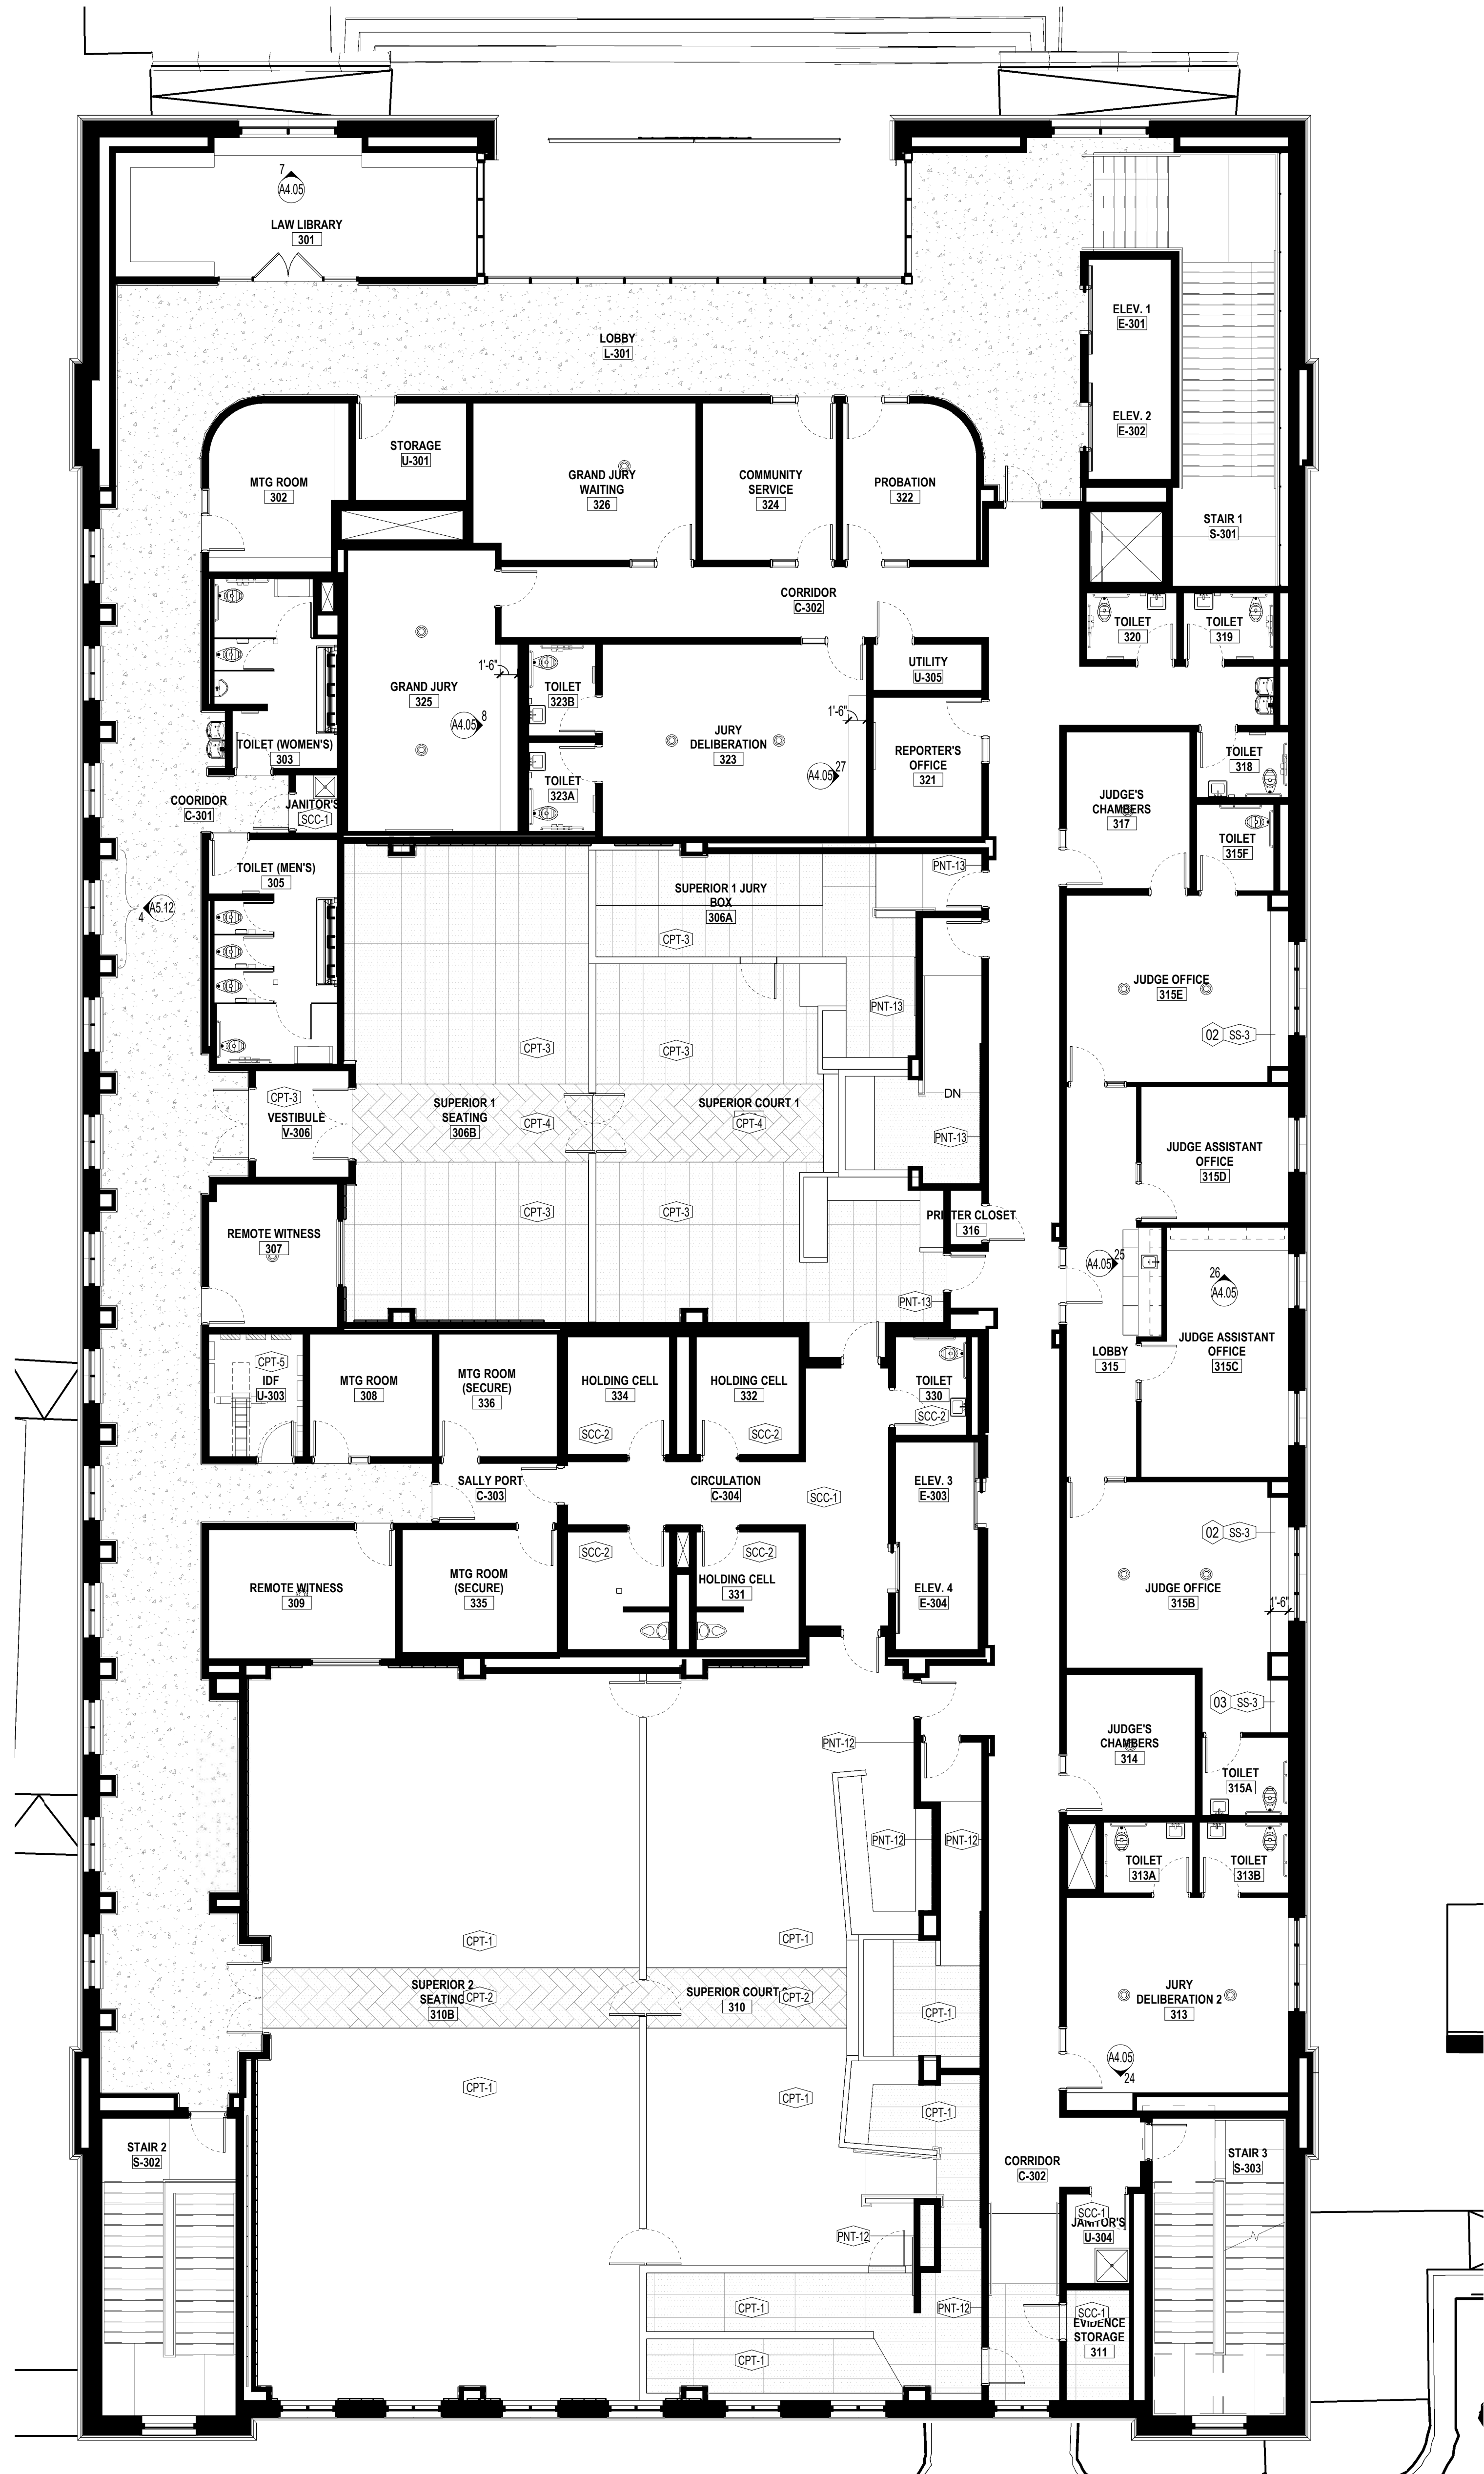 7
A4.05
LAW LIBRARY
301
LOBBY
L-301
ELEV. 1
E-301
ELEV. 2
E-302
STORAGE
U-301
MTG ROOM
302
GRAND JURY
WAITING
326
COMMUNITY
SERVICE
324
PROBATION
322
STAIR 1
S-301
CORRIDOR
C-302
TOILET
320
TOILET
319
GRAND JURY
325
1'-6"
A4.05
8
TOILET
323B
UTILITY
U-305
1'-6"
JURY
DELIBERATION
323
A4.05
27
REPORTER'S
OFFICE
321
TOILET (WOMEN'S)
303
TOILET
318
TOILET
323A
JUDGE'S
CHAMBERS
317
COORIDOR
C-301
JANITOR'S
SCC-1
TOILET
315F
TOILET (MEN'S)
305
PNT-13
SUPERIOR 1 JURY
BOX
306A
A5.12
4
CPT-3
JUDGE OFFICE
315E
PNT-13
02
SS-3
CPT-3
CPT-3
CPT-3
VESTIBULE
V-306
SUPERIOR 1
SEATING
306B
CPT-4
SUPERIOR COURT 1
CPT-4
DN
PNT-13
JUDGE ASSISTANT
OFFICE
315D
CPT-3
CPT-3
PRINTER CLOSET
316
REMOTE WITNESS
307
A4.05
25
26
A4.05
PNT-13
LOBBY
315
JUDGE ASSISTANT
OFFICE
315C
CPT-5
IDF
U-303
MTG ROOM
308
MTG ROOM
(SECURE)
336
HOLDING CELL
334
HOLDING CELL
332
TOILET
330
SCC-2
SCC-2
SCC-2
SALLY PORT
C-303
CIRCULATION
C-304
SCC-1
ELEV. 3
E-303
02
SS-3
SCC-2
SCC-2
REMOTE WITNESS
309
MTG ROOM
(SECURE)
335
HOLDING CELL
331
ELEV. 4
E-304
JUDGE OFFICE
315B
1'-6"
03
SS-3
PNT-12
JUDGE'S
CHAMBERS
314
TOILET
315A
PNT-12
PNT-12
TOILET
313A
TOILET
313B
CPT-1
CPT-1
SUPERIOR 2
SEATING
310B
CPT-2
SUPERIOR COURT
310
CPT-2
CPT-1
JURY
DELIBERATION 2
313
A4.05
24
CPT-1
CPT-1
CPT-1
STAIR 2
S-302
CORRIDOR
C-302
STAIR 3
S-303
SCC-1
JANITOR'S
U-304
PNT-12
CPT-1
PNT-12
SCC-1
EVIDENCE
STORAGE
311
CPT-1